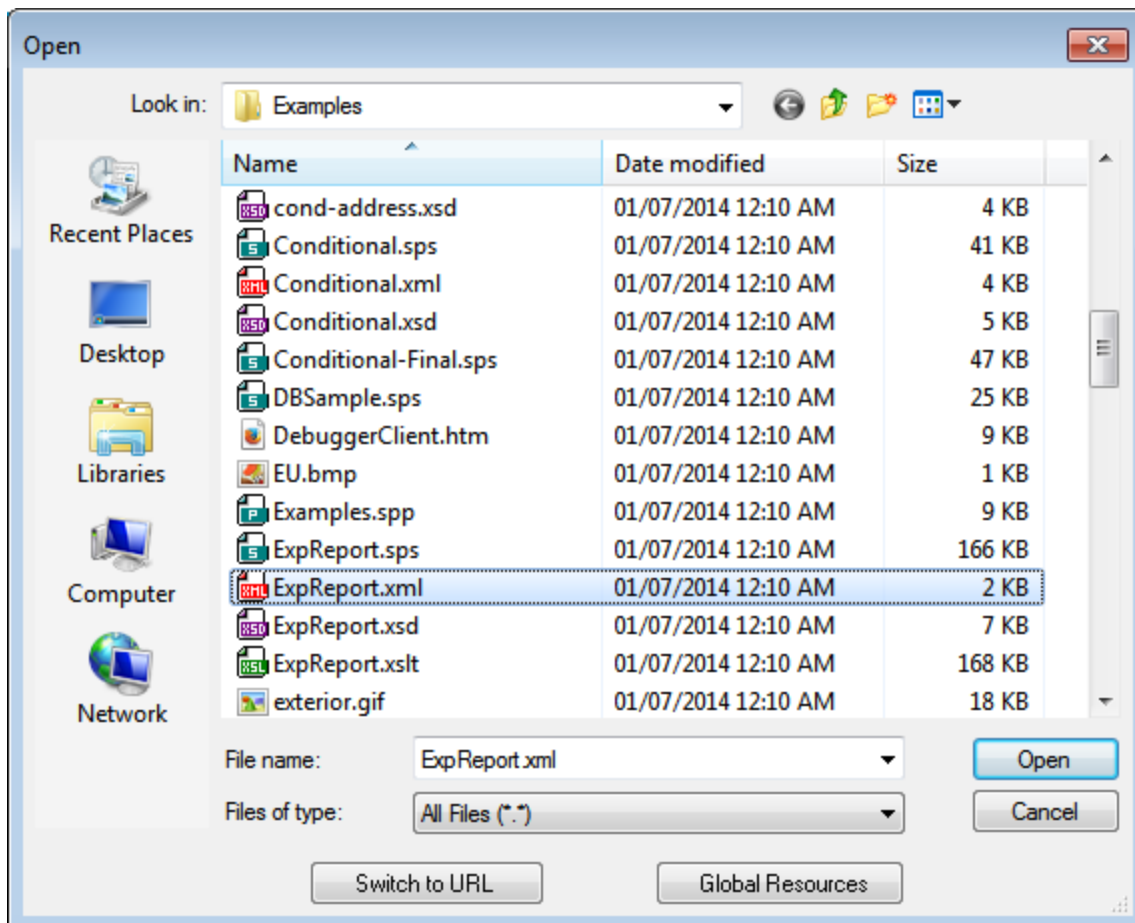 Open
Look in: Examples
Name Date modified Size
cond-address.xsd 01/07/2014 12:10 AM 4 KB
Conditional.sps 01/07/2014 12:10 AM 41 KB
Conditional.xml 01/07/2014 12:10 AM 4 KB
Conditional.xsd 01/07/2014 12:10 AM 5 KB
Conditional-Final.sps 01/07/2014 12:10 AM 47 KB
DBSample.sps 01/07/2014 12:10 AM 25 KB
DebuggerClient.htm 01/07/2014 12:10 AM 9 KB
EU.bmp 01/07/2014 12:10 AM 1 KB
Examples.spp 01/07/2014 12:10 AM 9 KB
ExpReport.sps 01/07/2014 12:10 AM 166 KB
ExpReport.xml 01/07/2014 12:10 AM 2 KB
ExpReport.xsd 01/07/2014 12:10 AM 7 KB
ExpReport.xslt 01/07/2014 12:10 AM 168 KB
exterior.gif 01/07/2014 12:10 AM 18 KB
Recent Places
Desktop
Libraries
Computer
Network
File name: ExpReport.xml Open
Files of type: All Files (*.*) Cancel
Switch to URL Global Resources